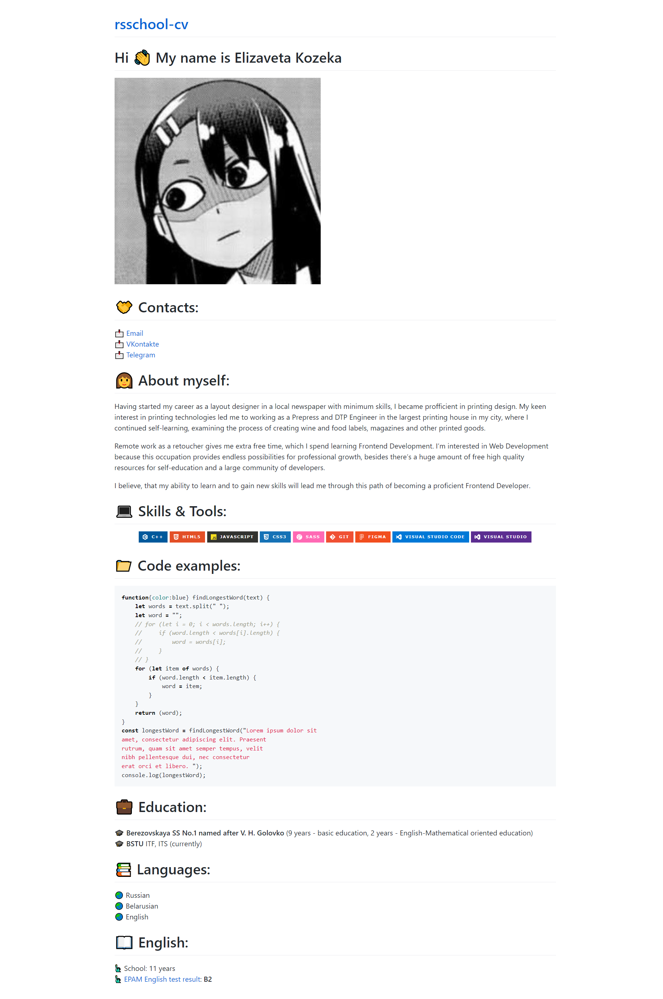 rsschool-cv
Hi 👋 My name is Elizaveta Kozeka
🤝 Contacts:
📩 Email
📩 VKontakte
📩 Telegram
👩 About myself:
Having started my career as a layout designer in a local newspaper with minimum skills, I became profficient in printing design. My keen
interest in printing technologies led me to working as a Prepress and DTP Engineer in the largest printing house in my city, where I
continued self-learning, examining the process of creating wine and food labels, magazines and other printed goods.
Remote work as a retoucher gives me extra free time, which I spend learning Frontend Development. I'm interested in Web Development
because this occupation provides endless possibilities for professional growth, besides there's a huge amount of free high quality
resources for self-education and a large community of developers.
I believe, that my ability to learn and to gain new skills will lead me through this path of becoming a proficient Frontend Developer.
💻 Skills & Tools:
C++ HTML5 JS JAVASCRIPT CSS3 SASS GIT FIGMA VISUAL STUDIO CODE VISUAL STUDIO
📂 Code examples:
function{color:blue} findLongestWord(text) {
    let words = text.split(" ");
    let word = "";
    // for (let i = 0; i < words.length; i++) {
    //     if (word.length < words[i].length) {
    //         word = words[i];
    //     }
    // }
    for (let item of words) {
        if (word.length < item.length) {
            word = item;
        }
    }
    return (word);
}
const longestWord = findLongestWord("Lorem ipsum dolor sit
amet, consectetur adipiscing elit. Praesent
rutrum, quam sit amet semper tempus, velit
nibh pellentesque dui, nec consectetur
erat orci et libero. ");
console.log(longestWord);
💼 Education:
🎓 Berezovskaya SS No.1 named after V. H. Golovko (9 years - basic education, 2 years - English-Mathematical oriented education)
🎓 BSTU ITF, ITS (currently)
📚 Languages:
🌏 Russian
🌏 Belarusian
🌏 English
📖 English:
🗽 School: 11 years
🗽 EPAM English test result: B2